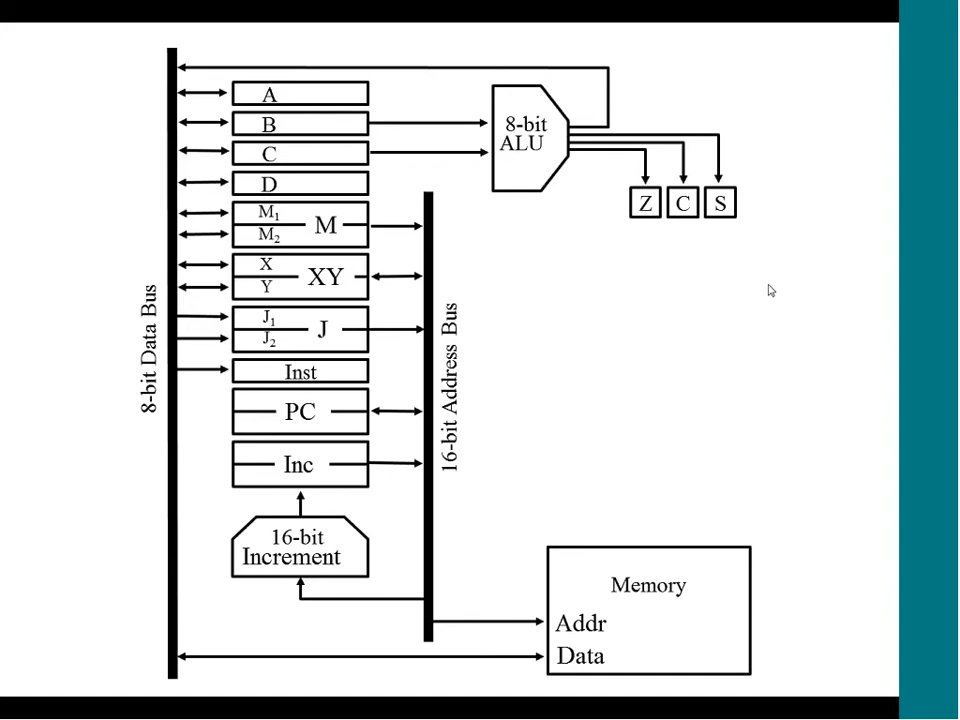 A
B
C
D
M₁
M₂
M
X
Y
XY
J₁
J₂
J
Inst
PC
Inc
16-bit
Increment
8-bit Data Bus
16-bit Address Bus
8-bit
ALU
Z
C
S
Memory
Addr
Data